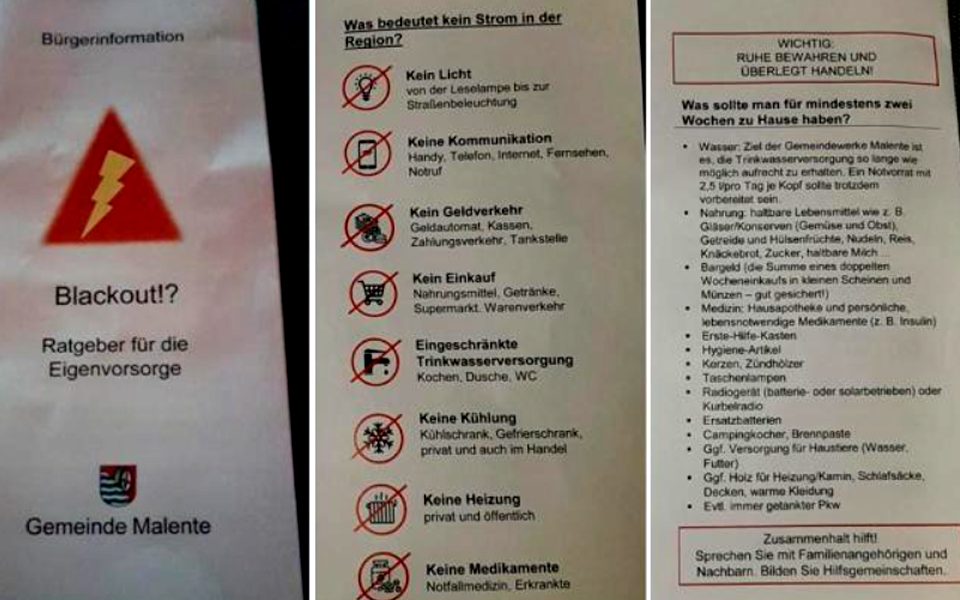 Bürgerinformation
Blackout!?
Ratgeber für die
Eigenvorsorge
Gemeinde Malente
Was bedeutet kein Strom in der
Region?
Kein Licht
von der Leselampe bis zur
Straßenbeleuchtung
Keine Kommunikation
Handy, Telefon, Internet, Fernsehen,
Notruf
Kein Geldverkehr
Geldautomat, Kassen,
Zahlungsverkehr, Tankstelle
Kein Einkauf
Nahrungsmittel, Getränke,
Supermarkt. Warenverkehr
Eingeschränkte
Trinkwasserversorgung
Kochen, Dusche, WC
Keine Kühlung
Kühlschrank, Gefrierschrank,
privat und auch im Handel
Keine Heizung
privat und öffentlich
Keine Medikamente
Notfallmedizin, Erkrankte
WICHTIG:
RUHE BEWAHREN UND
ÜBERLEGT HANDELN!
Was sollte man für mindestens zwei
Wochen zu Hause haben?
• Wasser: Ziel der Gemeindewerke Malente ist
es, die Trinkwasserversorgung so lange wie
möglich aufrecht zu erhalten. Ein Notvorrat mit
2,5 l/pro Tag je Kopf sollte trotzdem
vorbereitet sein.
• Nahrung: haltbare Lebensmittel wie z. B.
Gläser/Konserven (Gemüse und Obst),
Getreide und Hülsenfrüchte, Nudeln, Reis,
Knäckebrot, Zucker, haltbare Milch ...
• Bargeld (die Summe eines doppelten
Wocheneinkaufs in kleinen Scheinen und
Münzen – gut gesichert!)
• Medizin: Hausapotheke und persönliche,
lebensnotwendige Medikamente (z. B. Insulin)
• Erste-Hilfe-Kasten
• Hygiene-Artikel
• Kerzen, Zündhölzer
• Taschenlampen
• Radiogerät (batterie- oder solarbetrieben) oder
Kurbelradio
• Ersatzbatterien
• Campingkocher, Brennpaste
• Ggf. Versorgung für Haustiere (Wasser,
Futter)
• Ggf. Holz für Heizung/Kamin, Schlafsäcke,
Decken, warme Kleidung
• Evtl. immer getankter Pkw
Zusammenhalt hilft!
Sprechen Sie mit Familienangehörigen und
Nachbarn. Bilden Sie Hilfsgemeinschaften.